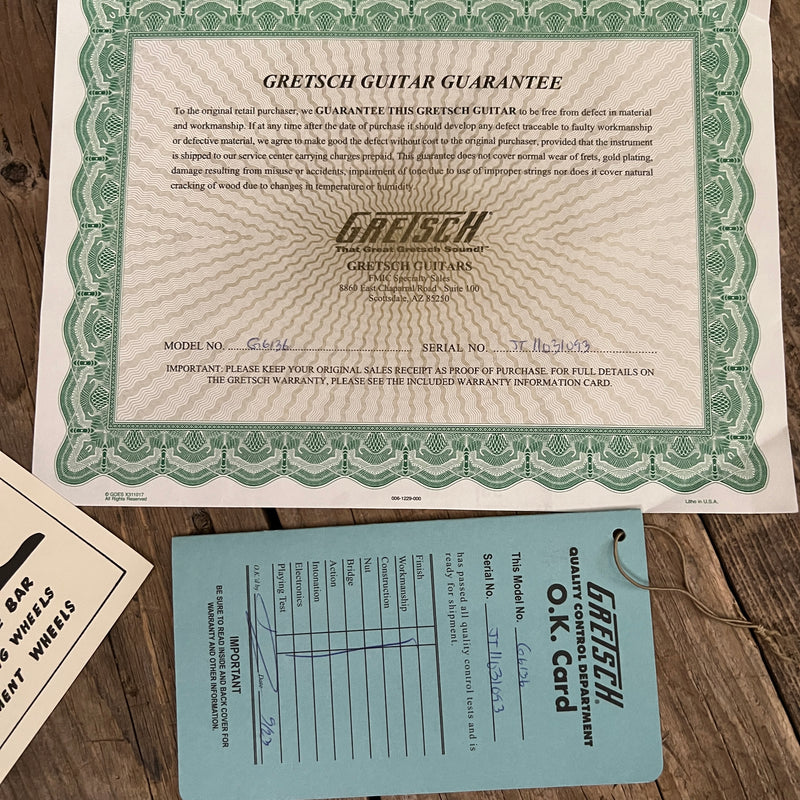 GRETSCH GUITAR GUARANTEE
To the original retail purchaser, we GUARANTEE THIS GRETSCH GUITAR to be free from defect in material
and workmanship. If at any time after the date of purchase it should develop any defect traceable to faulty workmanship
or defective material, we agree to make good the defect without cost to the original purchaser, provided that the instrument
is shipped to our service center carrying charges prepaid. This guarantee does not cover normal wear of frets, gold plating,
damage resulting from misuse or accidents, impairment of tone due to use of improper strings nor does it cover natural
cracking of wood due to changes in temperature or humidity.
GRETSCH®
That Great Gretsch Sound!™
GRETSCH GUITARS
FMIC Specialty Sales
8860 East Chaparral Road · Suite 100
Scottsdale, AZ 85250
MODEL NO. G6136 SERIAL NO. JT11031093
IMPORTANT: PLEASE KEEP YOUR ORIGINAL SALES RECEIPT AS PROOF OF PURCHASE. FOR FULL DETAILS ON
THE GRETSCH WARRANTY, PLEASE SEE THE INCLUDED WARRANTY INFORMATION CARD.
© GOES K311017
All Rights Reserved
006-1229-000
Litho in U.S.A.
BAR
WHEELS
MENT WHEELS
GRETSCH®
QUALITY CONTROL DEPARTMENT
O.K. Card
This Model No. G6136
Serial No. JT11031093
has passed all quality control tests and is
ready for shipment.
Finish
Workmanship
Construction
Nut
Bridge
Action
Intonation
Electronics
Playing Test
O.K.'d by Date 9/23
IMPORTANT
BE SURE TO READ INSIDE AND BACK COVER FOR
WARRANTY AND OTHER INFORMATION.